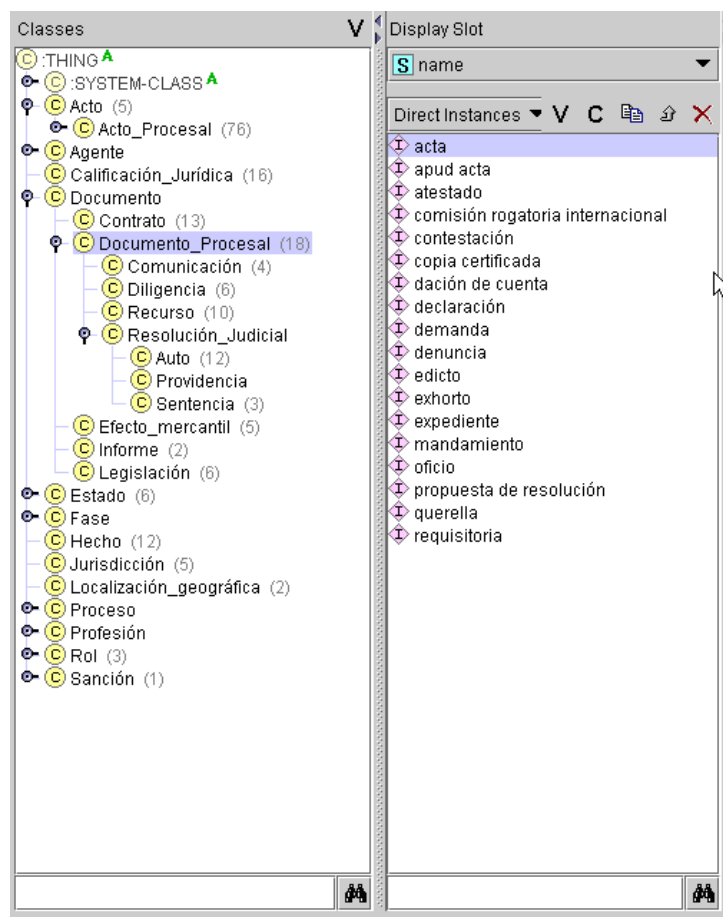 Classes V
:THING A
C :SYSTEM-CLASS A
C Acto (5)
C Acto_Procesal (76)
C Agente
C Calificación_Jurídica (16)
C Documento
C Contrato (13)
C Documento_Procesal (18)
C Comunicación (4)
C Diligencia (6)
C Recurso (10)
C Resolución_Judicial
C Auto (12)
C Providencia
C Sentencia (3)
C Efecto_mercantil (5)
C Informe (2)
C Legislación (6)
C Estado (6)
C Fase
C Hecho (12)
C Jurisdicción (5)
C Localización_geográfica (2)
C Proceso
C Profesión
C Rol (3)
C Sanción (1)
Display Slot
S name
Direct Instances V C
I acta
I apud acta
I atestado
I comisión rogatoria internacional
I contestación
I copia certificada
I dación de cuenta
I declaración
I demanda
I denuncia
I edicto
I exhorto
I expediente
I mandamiento
I oficio
I propuesta de resolución
I querella
I requisitoria